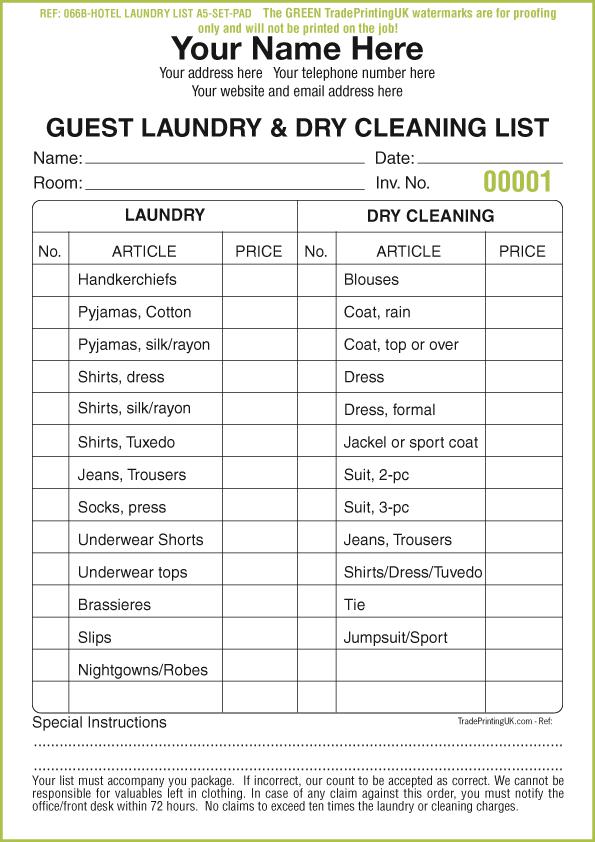 REF: 066B-HOTEL LAUNDRY LIST A5-SET-PAD The GREEN TradePrintingUK watermarks are for proofing
only and will not be printed on the job!
Your Name Here
Your address here Your telephone number here
Your website and email address here
GUEST LAUNDRY & DRY CLEANING LIST
Name: Date:
Room: Inv. No. 00001
LAUNDRY DRY CLEANING
No. ARTICLE PRICE No. ARTICLE PRICE
Handkerchiefs Blouses
Pyjamas, Cotton Coat, rain
Pyjamas, silk/rayon Coat, top or over
Shirts, dress Dress
Shirts, silk/rayon Dress, formal
Shirts, Tuxedo Jackel or sport coat
Jeans, Trousers Suit, 2-pc
Socks, press Suit, 3-pc
Underwear Shorts Jeans, Trousers
Underwear tops Shirts/Dress/Tuvedo
Brassieres Tie
Slips Jumpsuit/Sport
Nightgowns/Robes
Special Instructions TradePrintingUK.com - Ref:
Your list must accompany you package. If incorrect, our count to be accepted as correct. We cannot be
responsible for valuables left in clothing. In case of any claim against this order, you must notify the
office/front desk within 72 hours. No claims to exceed ten times the laundry or cleaning charges.